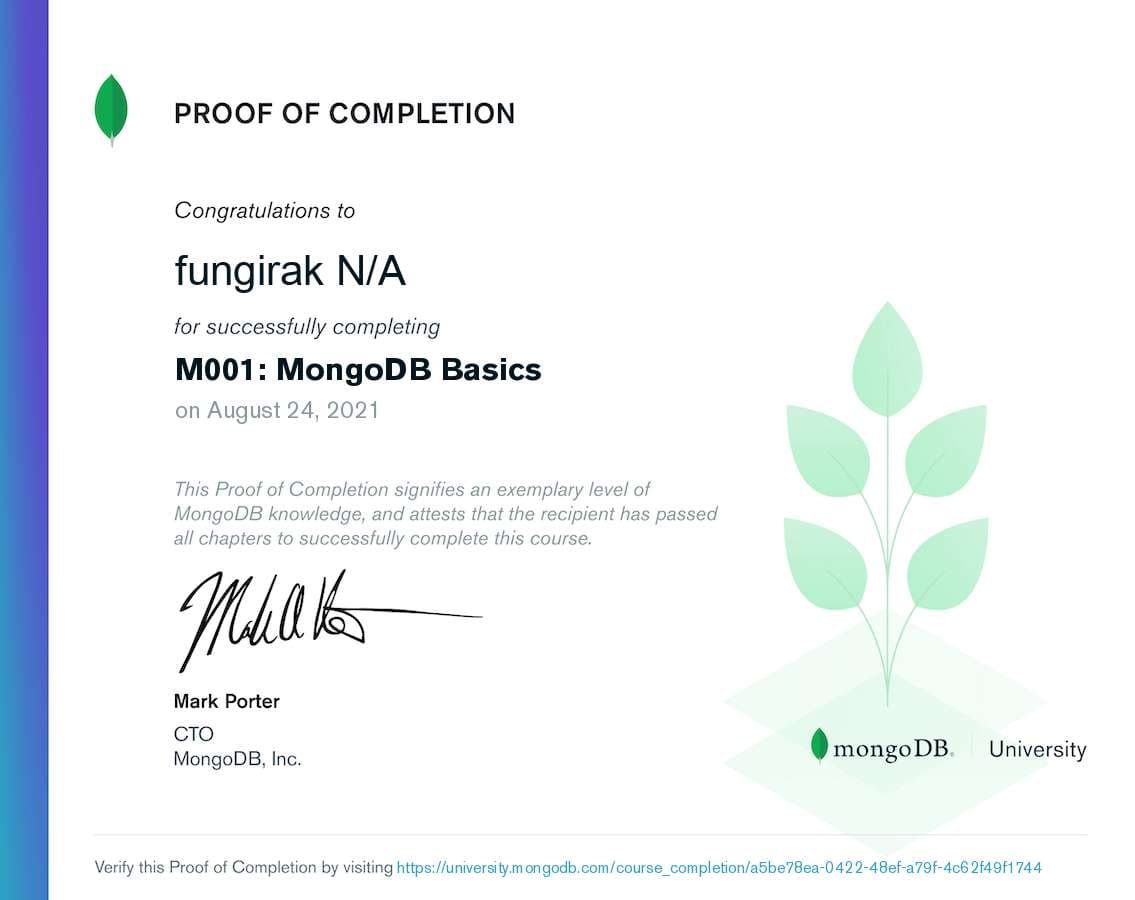 PROOF OF COMPLETION
Congratulations to
fungirak N/A
for successfully completing
M001: MongoDB Basics
on August 24, 2021
This Proof of Completion signifies an exemplary level of
MongoDB knowledge, and attests that the recipient has passed
all chapters to successfully complete this course.
Mark Porter
CTO
MongoDB, Inc.
mongoDB® University
Verify this Proof of Completion by visiting https://university.mongodb.com/course_completion/a5be78ea-0422-48ef-a79f-4c62f49f1744